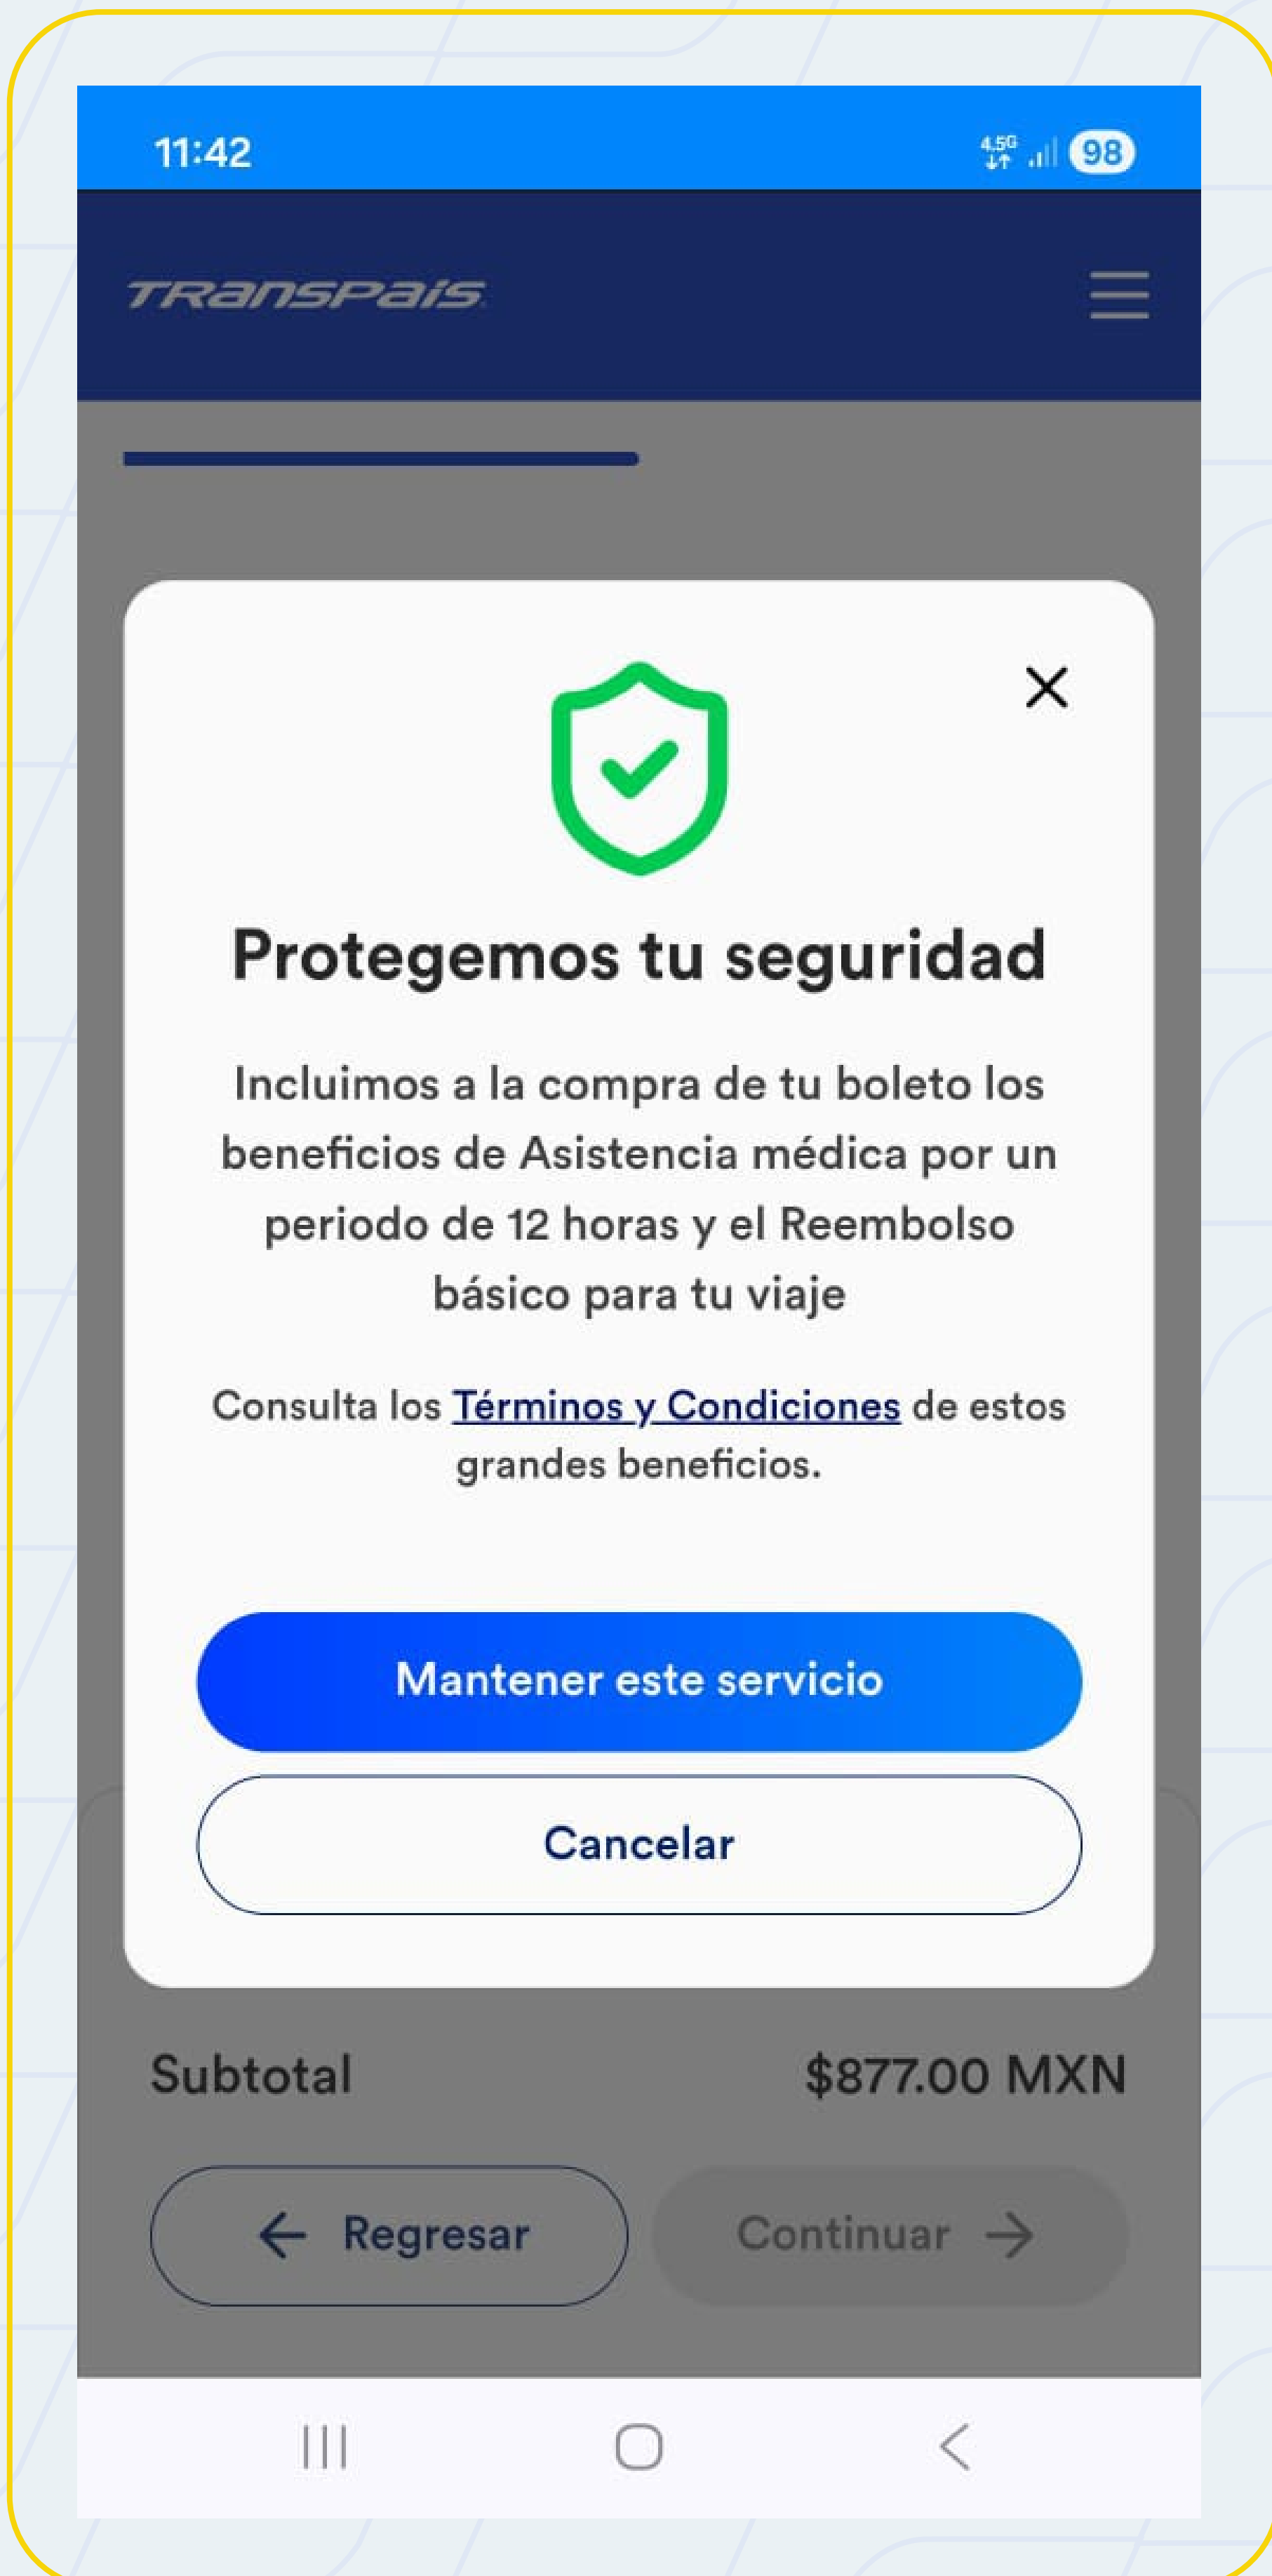 11:42
4.5G
98
TRANSPaís
Protegemos tu seguridad
Incluimos a la compra de tu boleto los
beneficios de Asistencia médica por un
periodo de 12 horas y el Reembolso
básico para tu viaje
Consulta los Términos y Condiciones de estos
grandes beneficios.
Mantener este servicio
Cancelar
Subtotal
$877.00 MXN
Regresar
Continuar